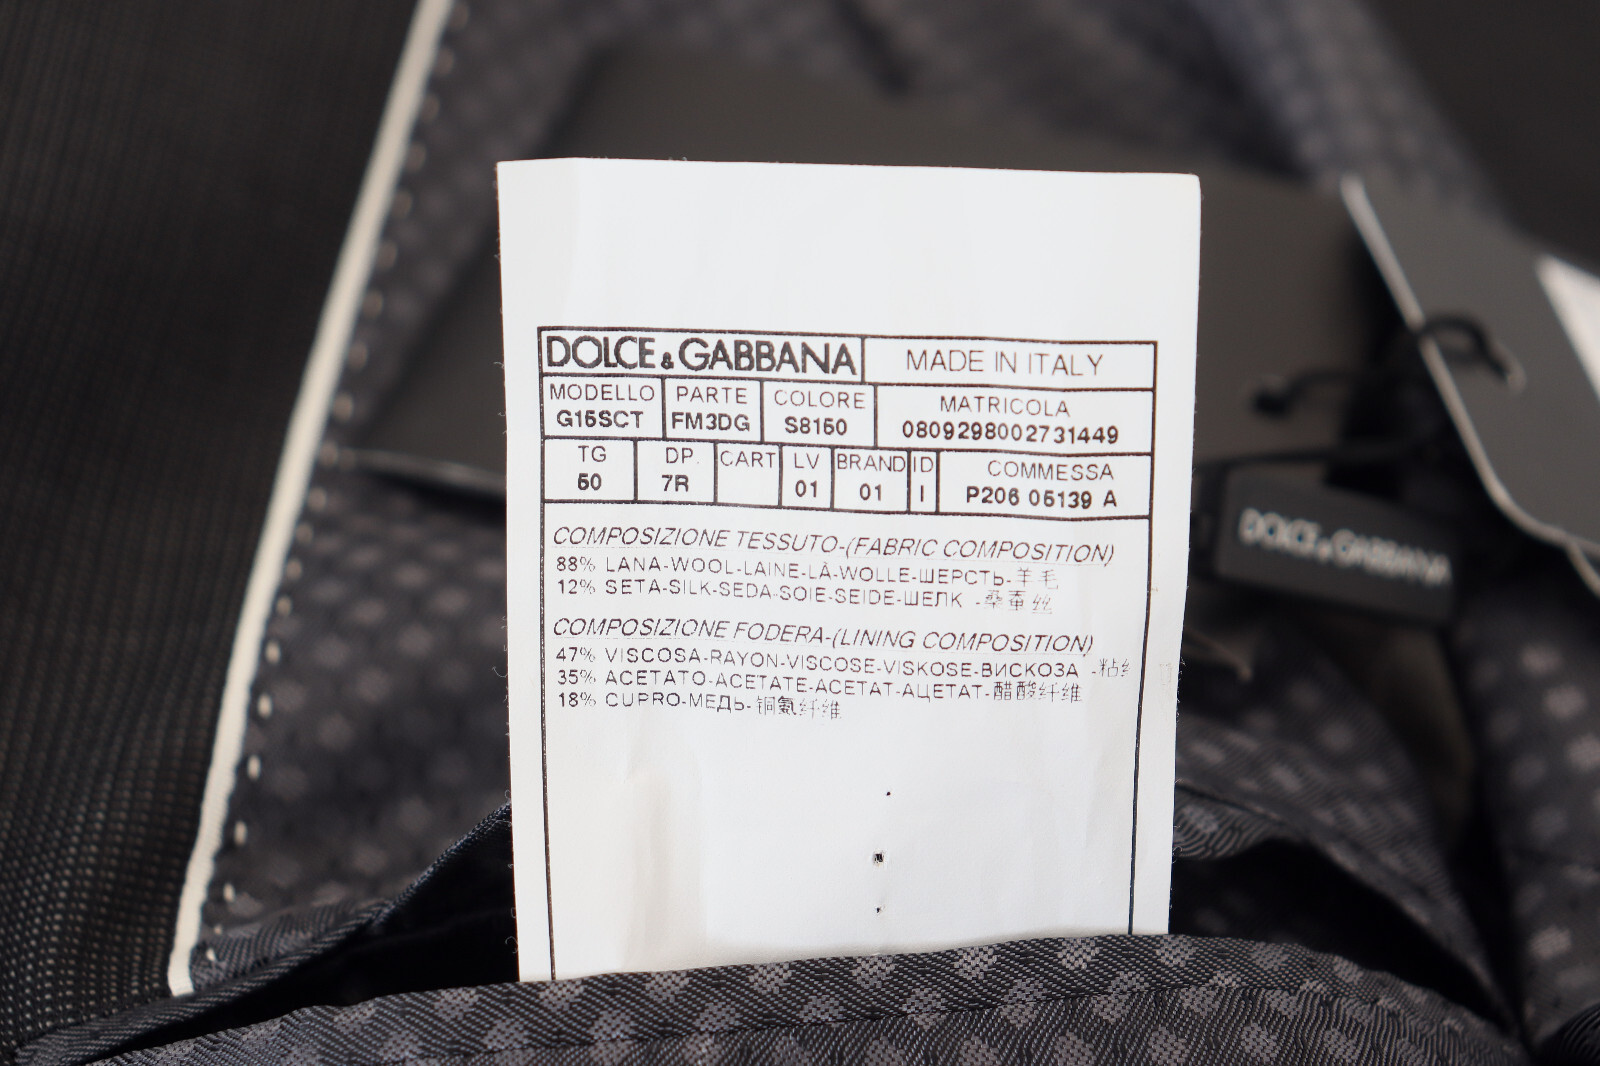 DOLCE & GABBANA MADE IN ITALY
MODELLO PARTE COLORE MATRICOLA
G15SCT FM3DG S8150 0809298002731449
TG DP. CART LV BRAND ID COMMESSA
50 7R 01 01 I P206 05139 A
COMPOSIZIONE TESSUTO-(FABRIC COMPOSITION)
88% LANA-WOOL-LAINE-LÀ-WOLLE-ШЕРСТЬ-羊毛
12% SETA-SILK-SEDA-SOIE-SEIDE-ШЕЛК -桑蚕丝
COMPOSIZIONE FODERA-(LINING COMPOSITION)
47% VISCOSA-RAYON-VISCOSE-VISKOSE-ВИСКОЗА -粘纟
35% ACETATO-ACETATE-ACETAT-АЦЕТАТ-醋酸纤维
18% CUPRO-МЕДЬ-铜氨纤维
DOLCE & GABBANA